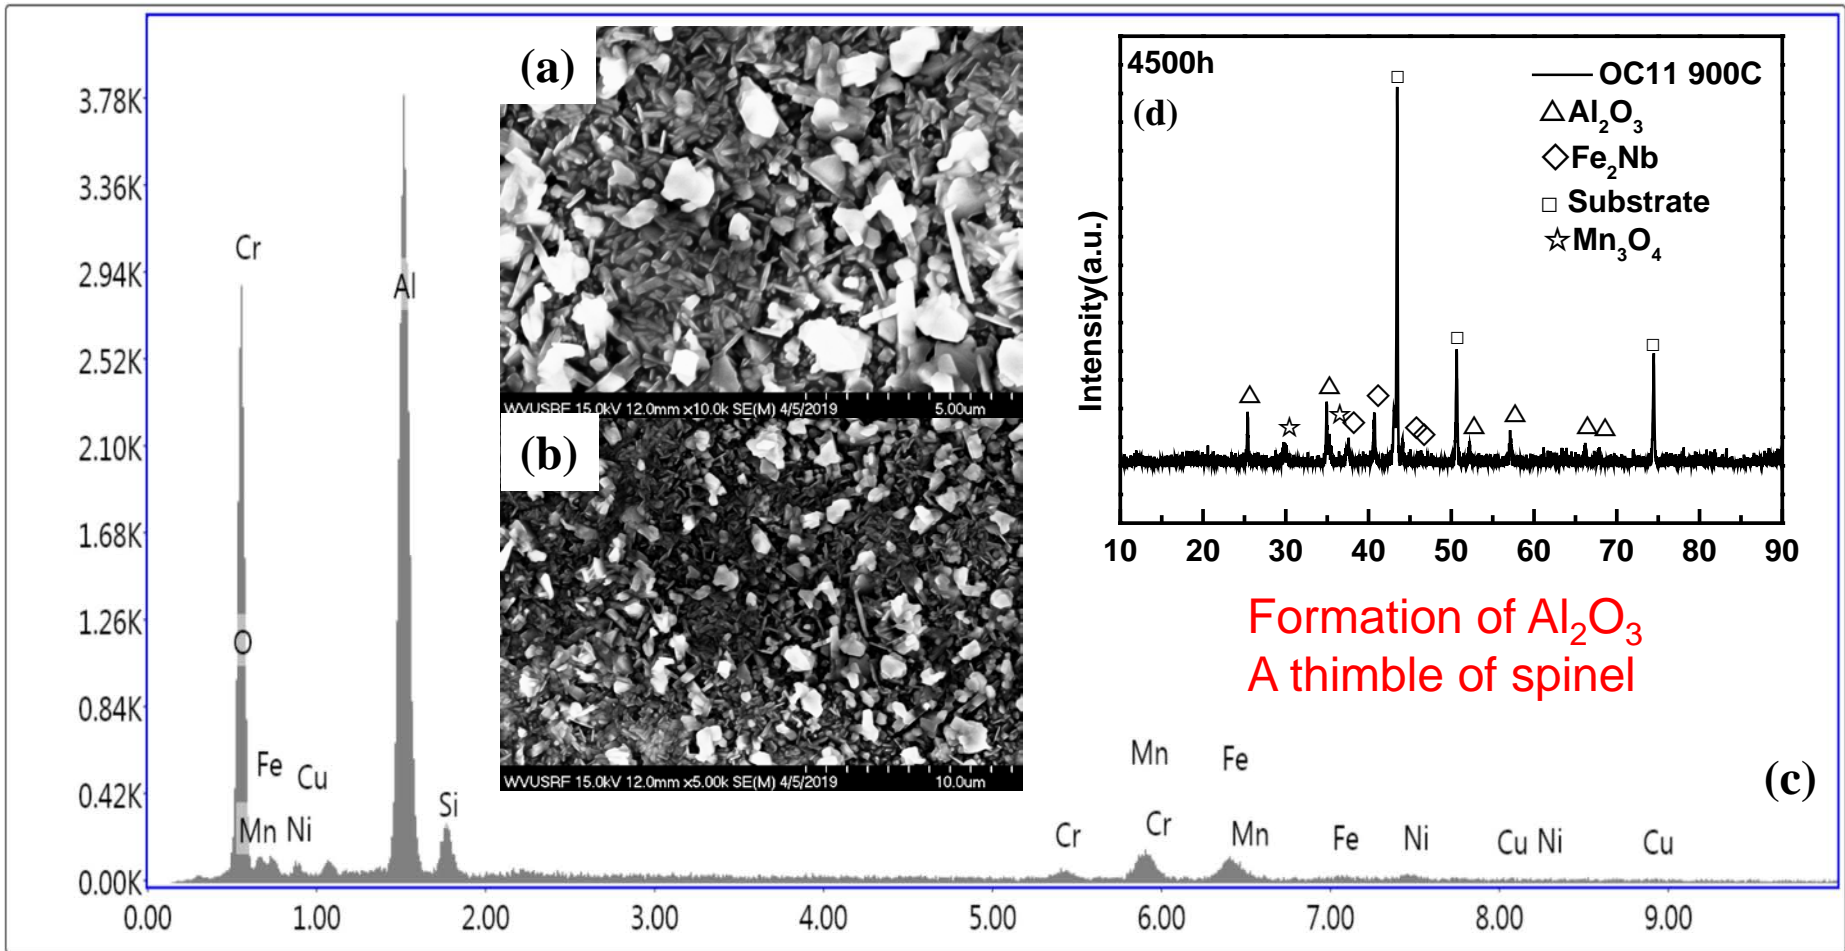 (a)
WVUSRF 15.0kV 12.0mm x10.0k SE(M) 4/5/2019 5.00um
(b)
WVUSRF 15.0kV 12.0mm x5.00k SE(M) 4/5/2019 10.0um
4500h
(d)
OC11 900C
Al₂O₃
Fe₂Nb
Substrate
Mn₃O₄
Intensity(a.u.)
10 20 30 40 50 60 70 80 90
Formation of Al₂O₃
A thimble of spinel
(c)
3.78K
3.36K
2.94K
2.52K
2.10K
1.68K
1.26K
0.84K
0.42K
0.00K
Cr
Al
O
Fe
Cu
Mn Ni
Si
Mn Fe
Cr Cr Mn Fe Ni Cu Ni Cu
0.00 1.00 2.00 3.00 4.00 5.00 6.00 7.00 8.00 9.00